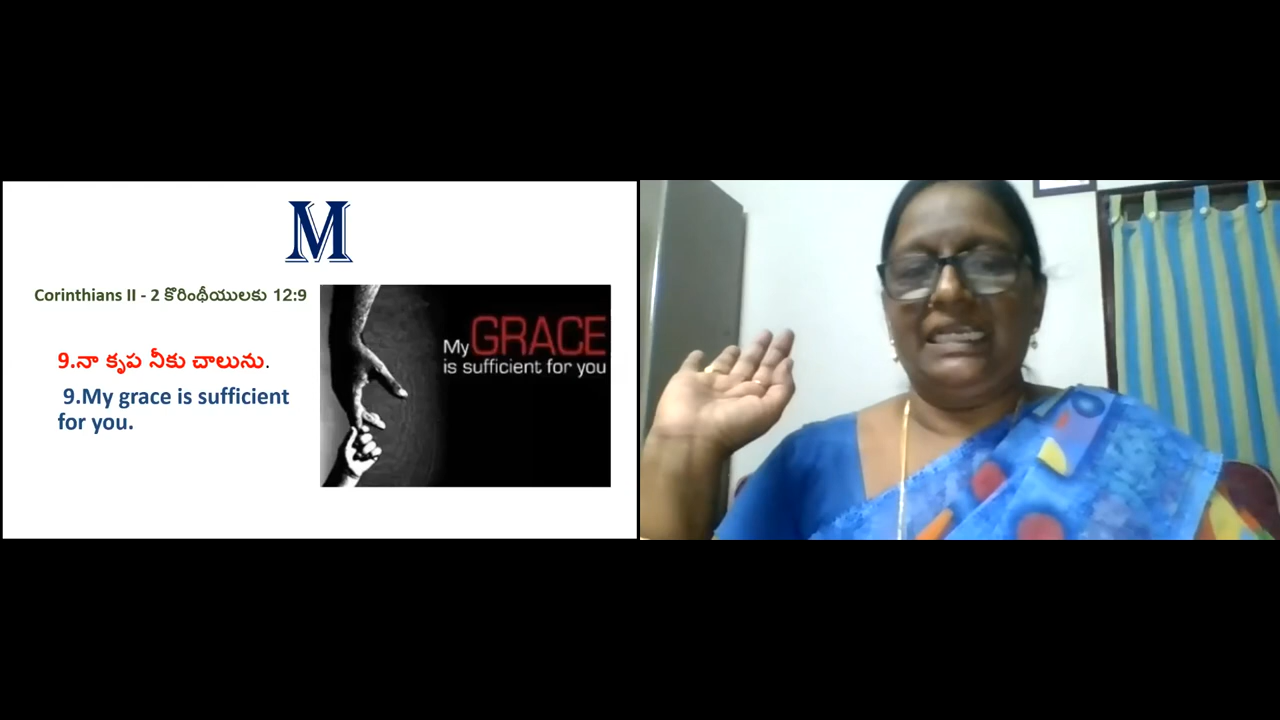 M
Corinthians II - 2 కొరింథీయులకు 12:9
9.నా కృప నీకు చాలును.
9.My grace is sufficient
for you.
My GRACE
is sufficient for you